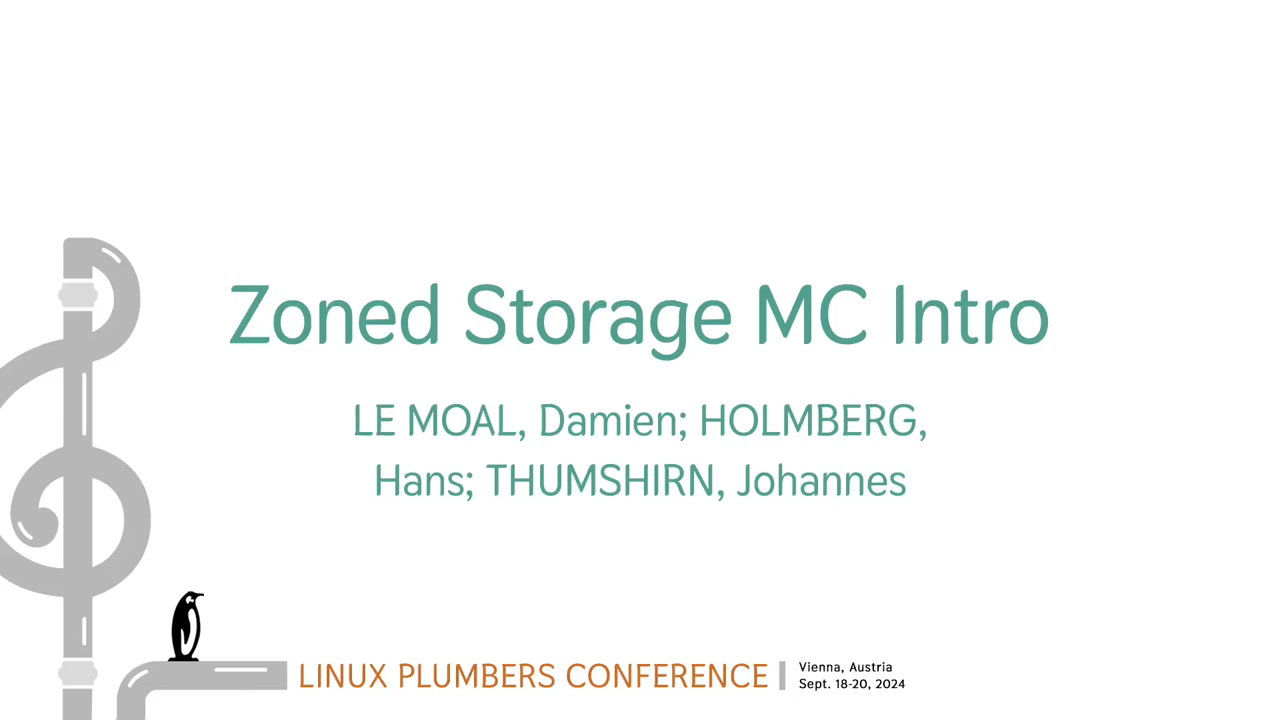 Zoned Storage MC Intro
LE MOAL, Damien; HOLMBERG,
Hans; THUMSHIRN, Johannes
LINUX PLUMBERS CONFERENCE
Vienna, Austria
Sept. 18-20, 2024